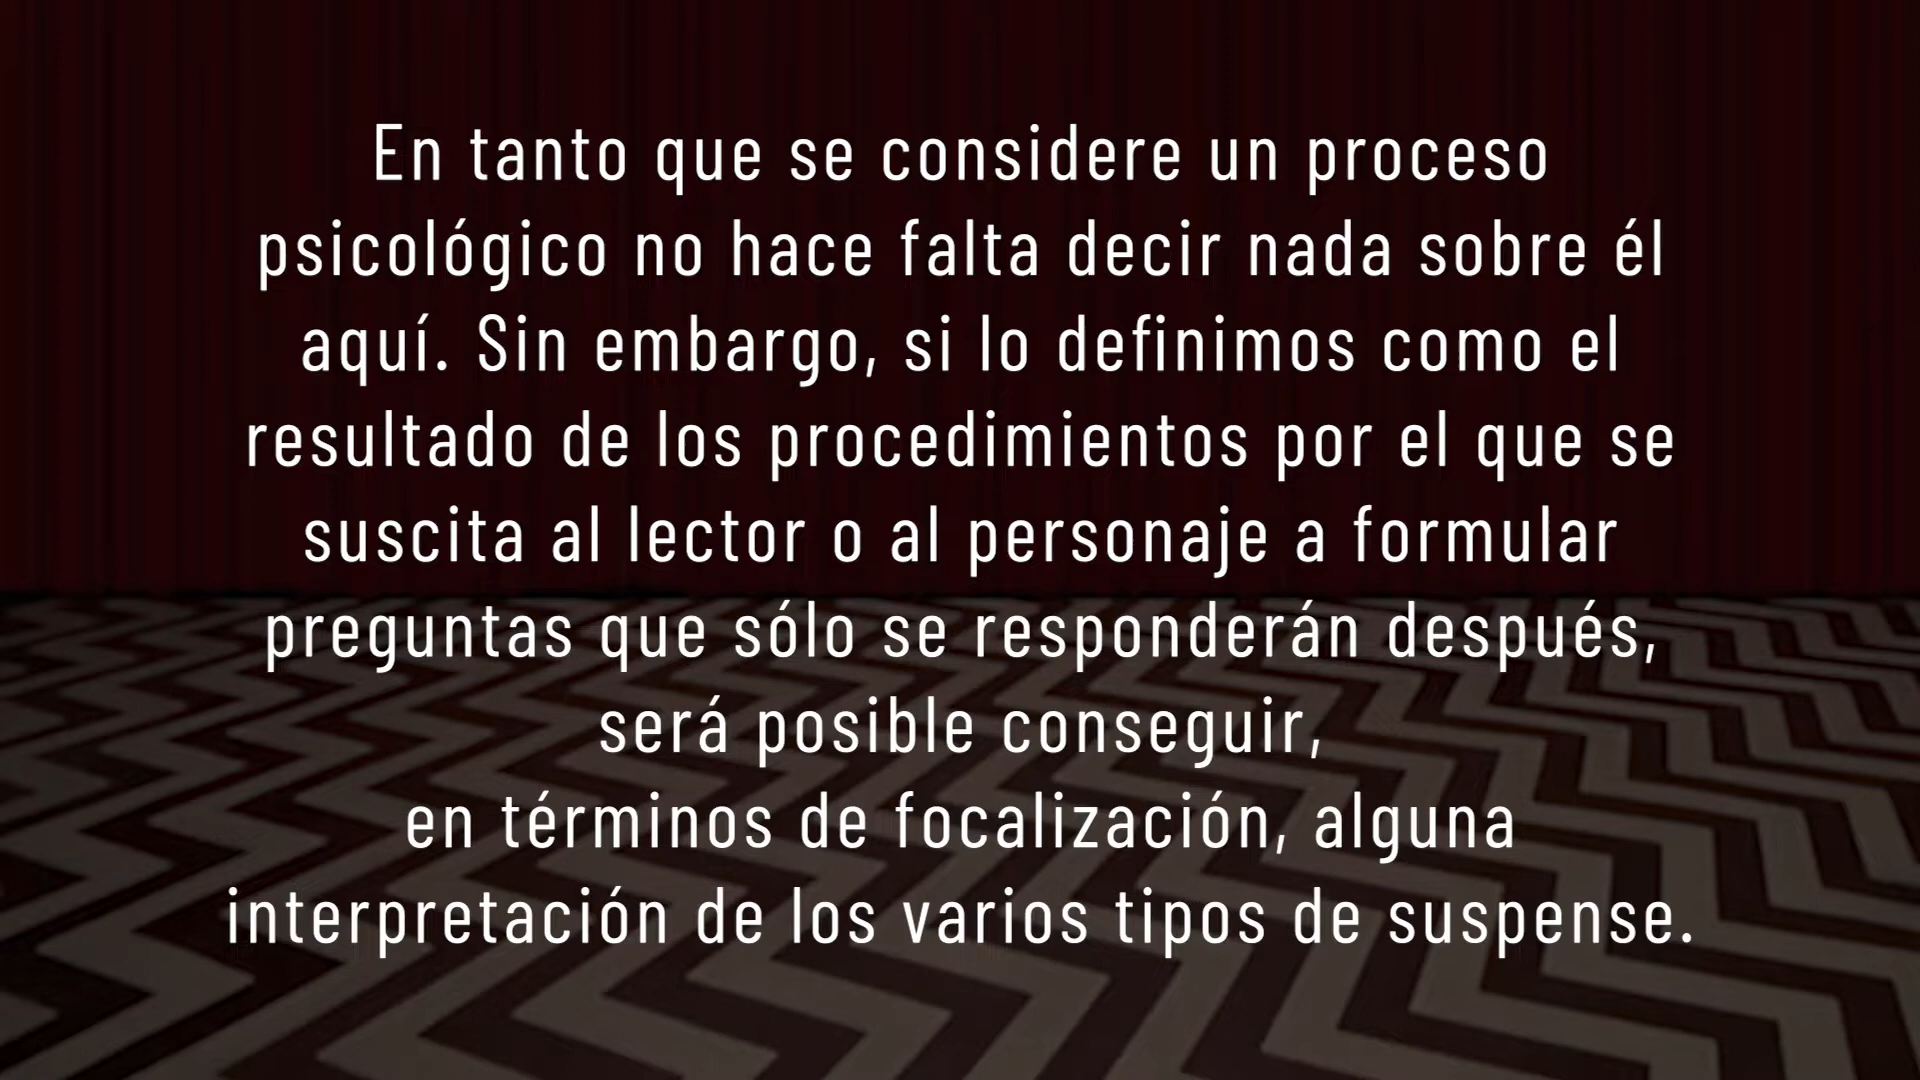 En tanto que se considere un proceso
psicológico no hace falta decir nada sobre él
aquí. Sin embargo, si lo definimos como el
resultado de los procedimientos por el que se
suscita al lector o al personaje a formular
preguntas que sólo se responderán después,
será posible conseguir,
en términos de focalización, alguna
interpretación de los varios tipos de suspense.